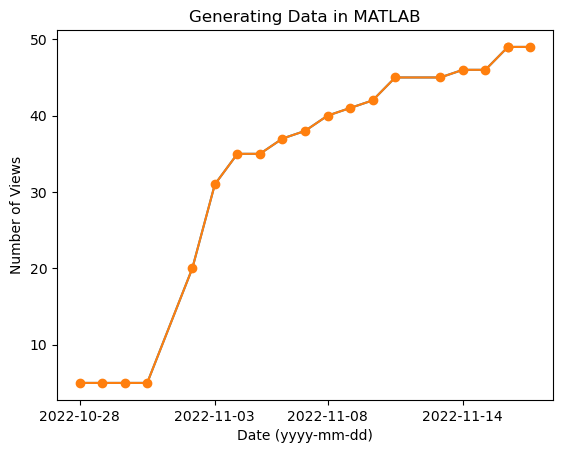 Generating Data in MATLAB
Number of Views
50
40
30
20
10
2022-10-28 2022-11-03 2022-11-08 2022-11-14
Date (yyyy-mm-dd)